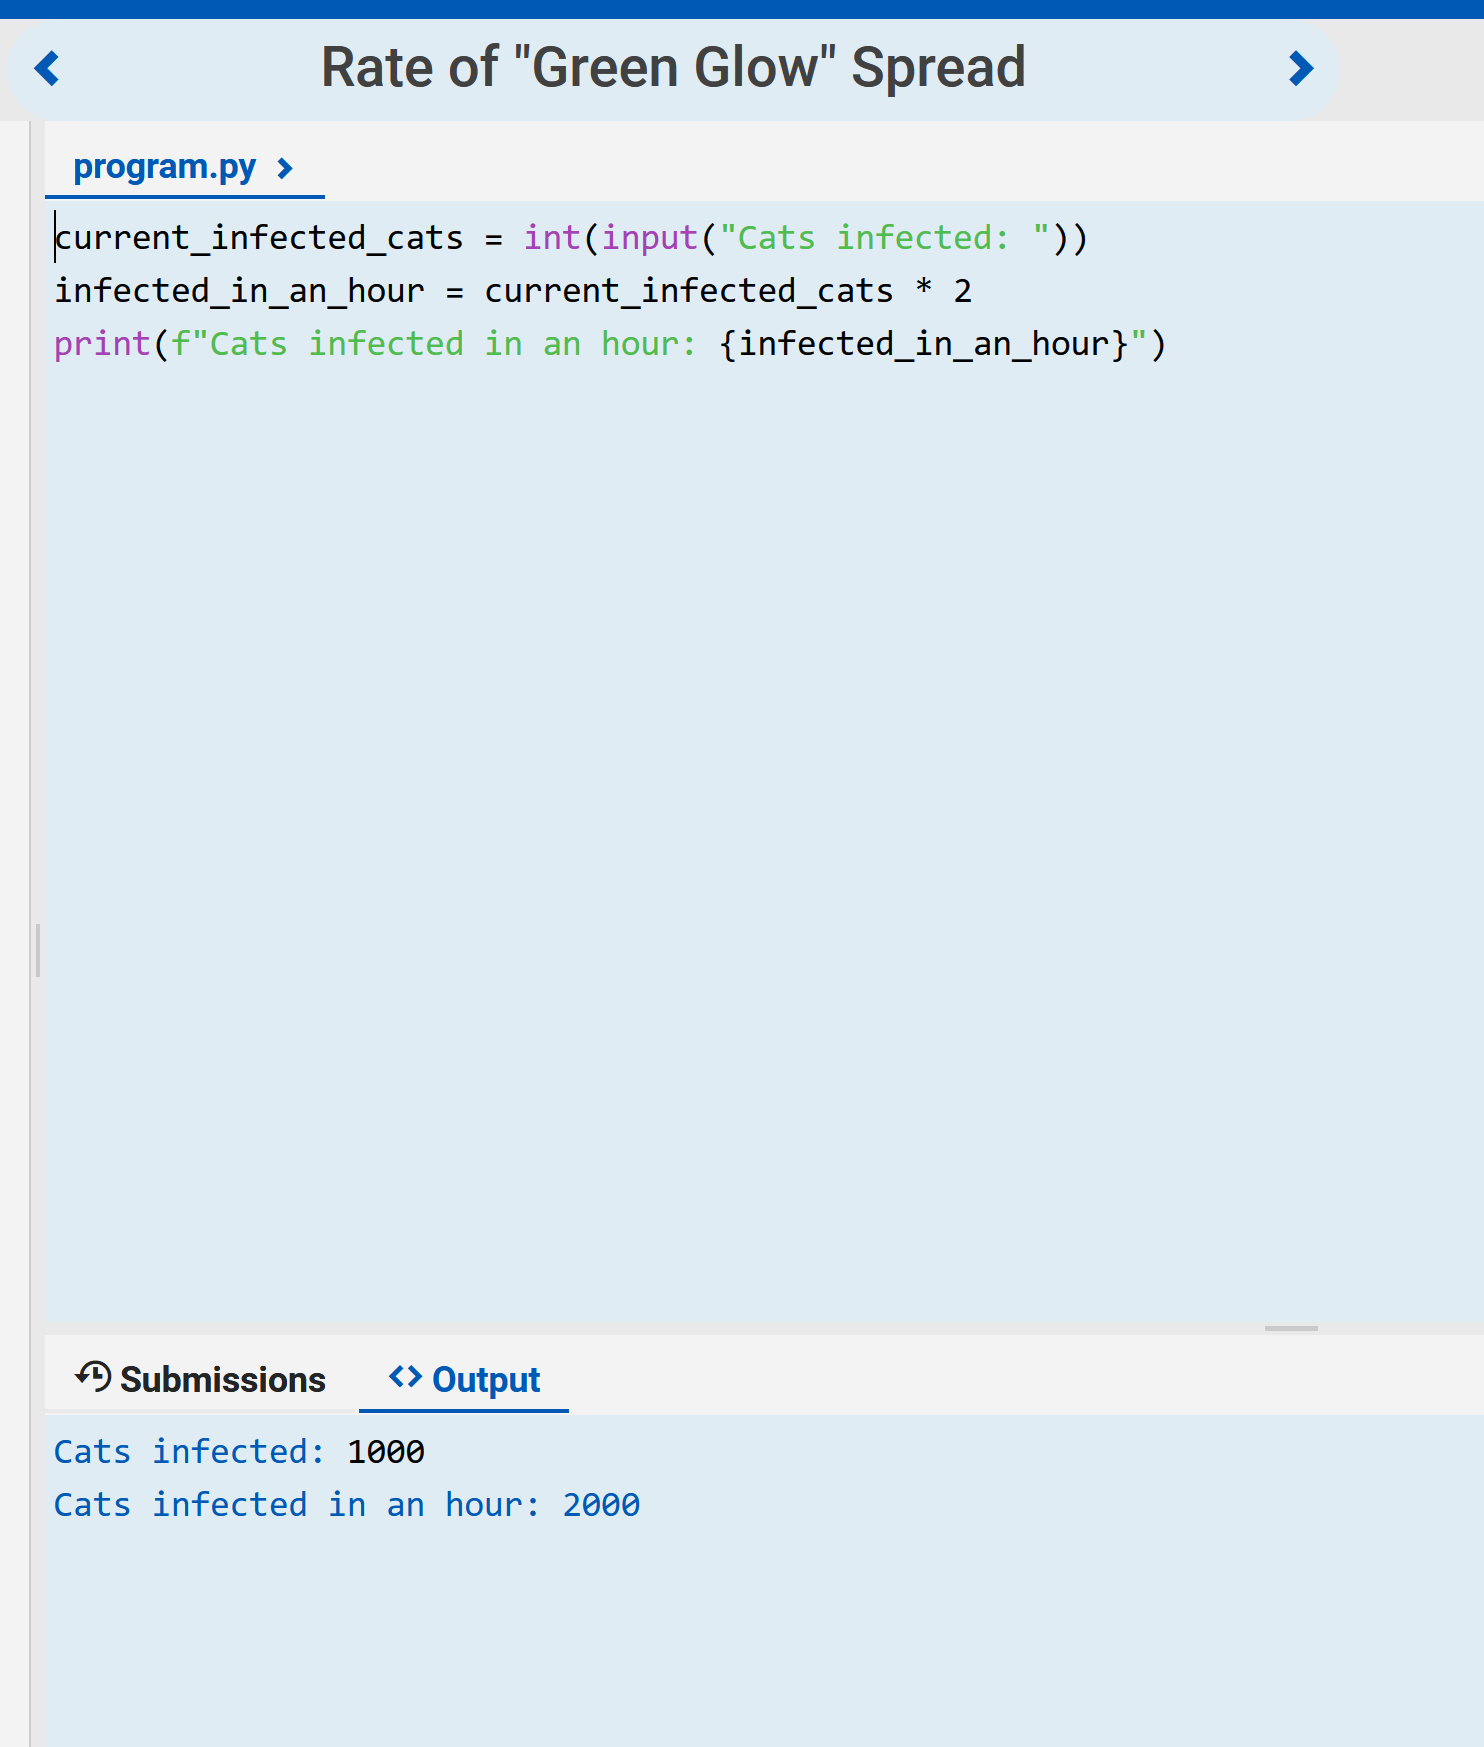 Rate of "Green Glow" Spread
program.py
current_infected_cats = int(input("Cats infected: "))
infected_in_an_hour = current_infected_cats * 2
print(f"Cats infected in an hour: {infected_in_an_hour}")
Submissions
Output
Cats infected: 1000
Cats infected in an hour: 2000